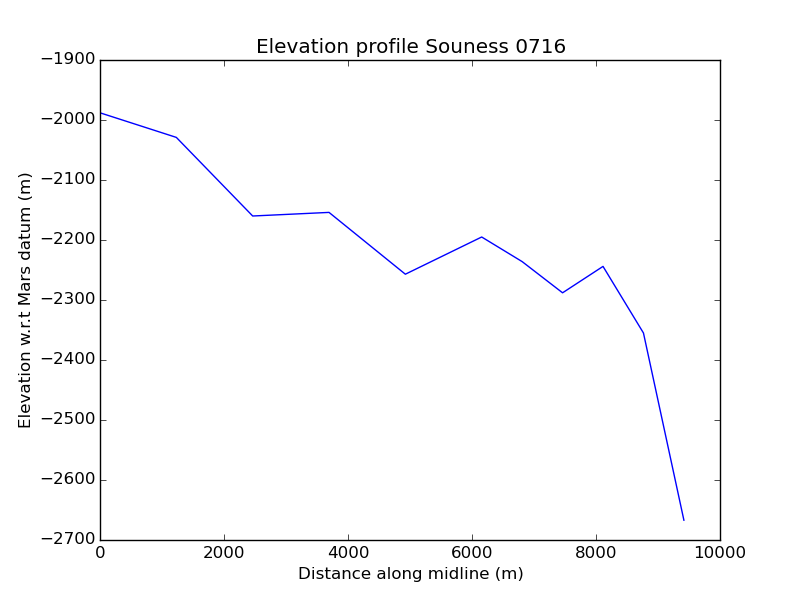 Elevation profile Souness 0716
−1900
−2000
−2100
−2200
−2300
−2400
−2500
−2600
−2700
Elevation w.r.t Mars datum (m)
0 2000 4000 6000 8000 10000
Distance along midline (m)